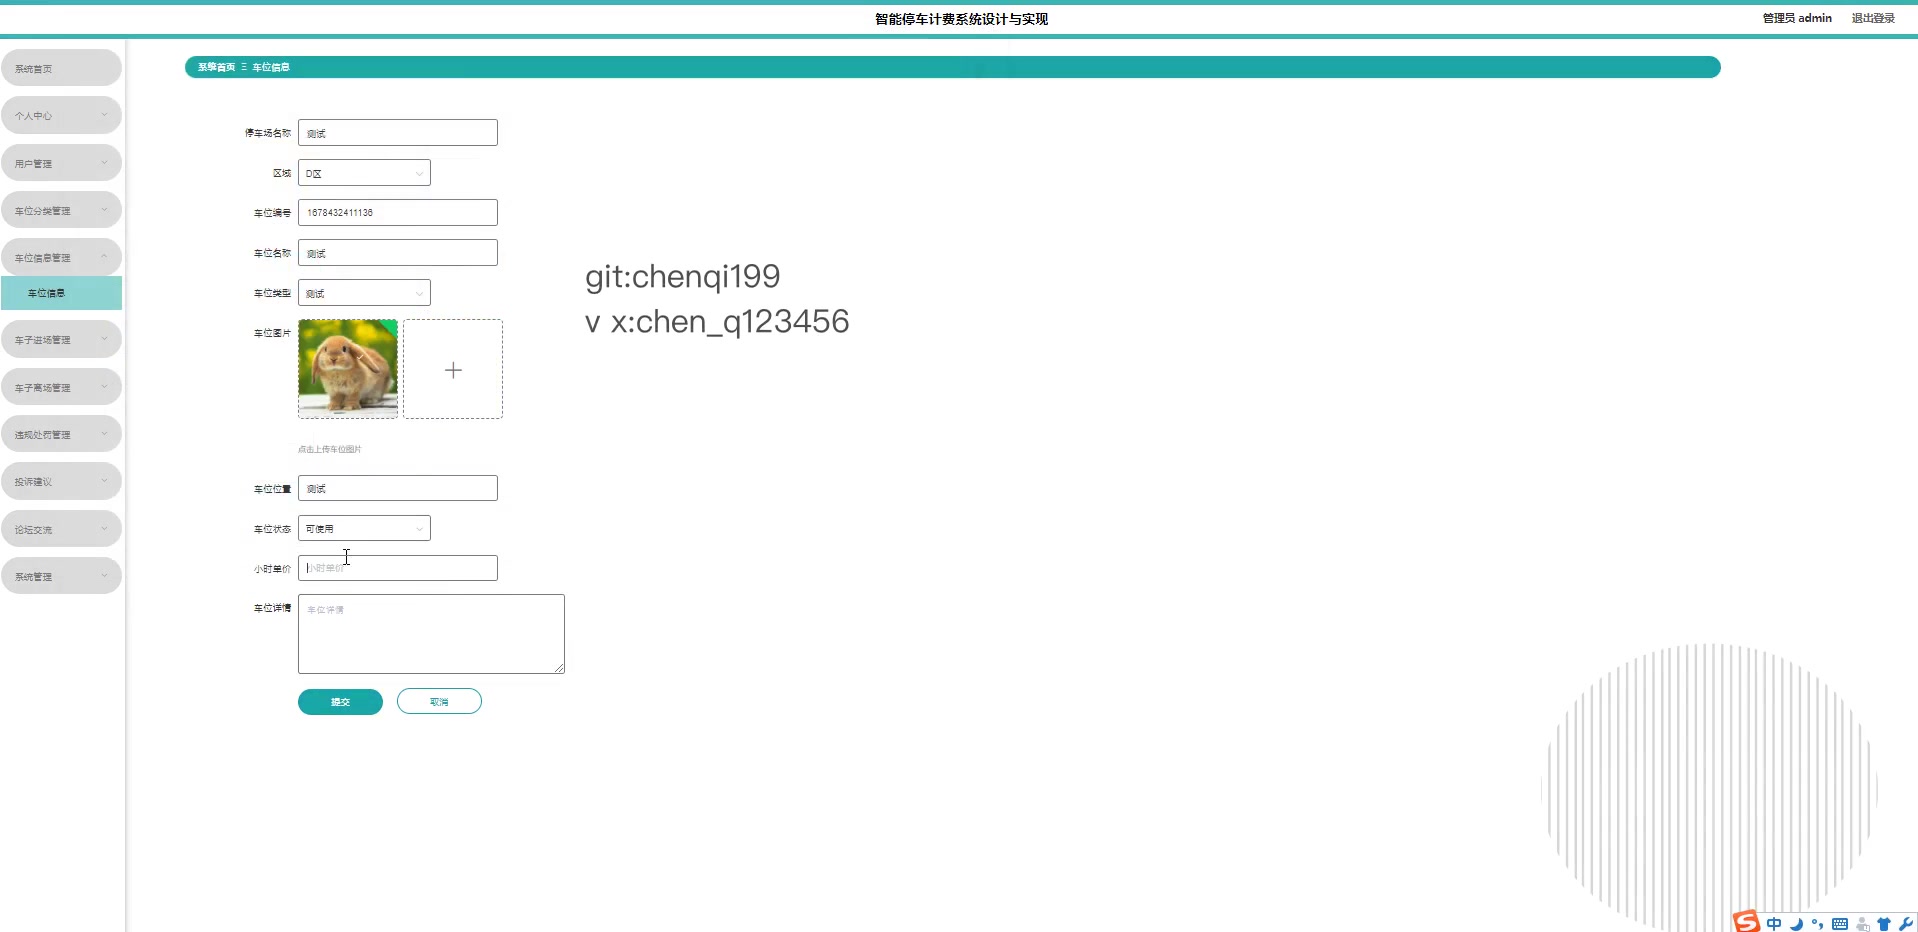 智能停车计费系统设计与实现
管理员 admin
退出登录
系统首页
个人中心
用户管理
车位分类管理
车位信息管理
车位信息
车子进场管理
车子离场管理
违规处罚管理
投诉建议
论坛交流
系统管理
系统首页 Ξ 车位信息
停车场名称 测试
区域 D区
车位编号 1678432411136
车位名称 测试
车位类型 测试
车位图片
点击上传车位图片
车位位置 测试
车位状态 可使用
小时单价 小时单价
车位详情 车位详情
提交 取消
git:chenqi199
v x:chen_q123456
S 中